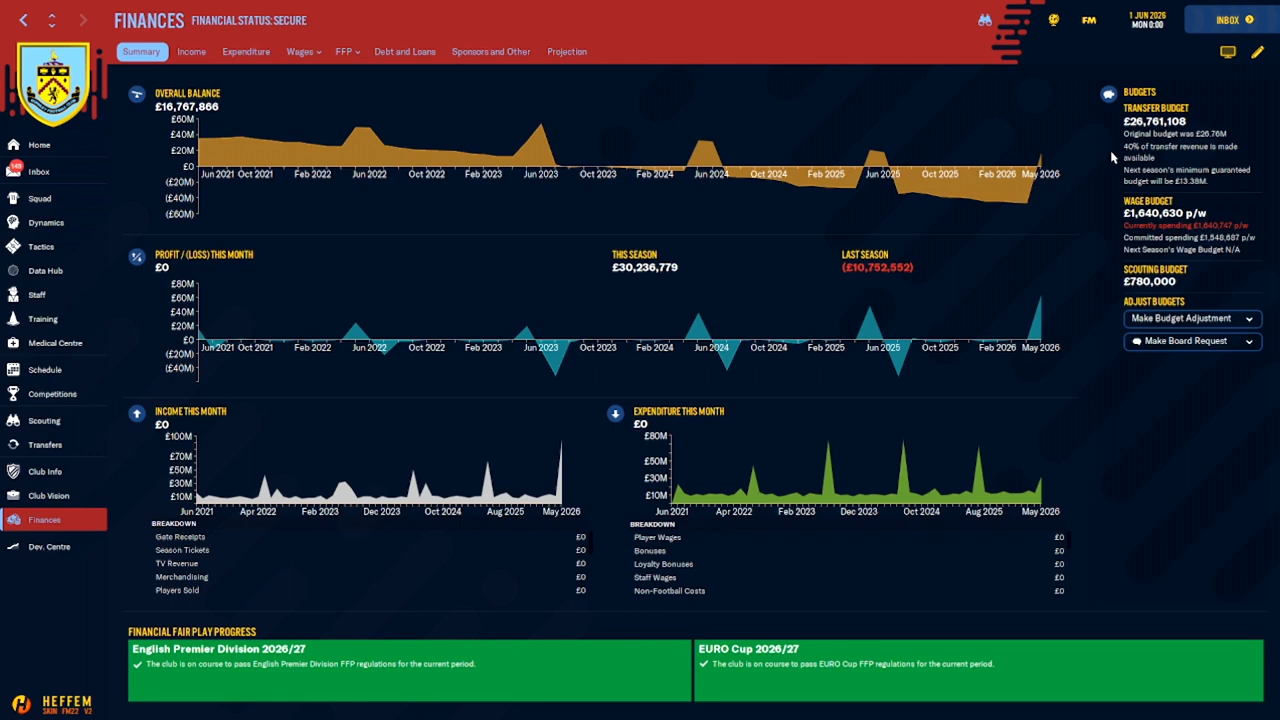 FINANCES FINANCIAL STATUS: SECURE
FM
1 JUN 2026
MON 0:00
INBOX
Summary Income Expenditure Wages FFP Debt and Loans Sponsors and Other Projection
Home
145
Inbox
Squad
Dynamics
Tactics
Data Hub
Staff
Training
Medical Centre
Schedule
Competitions
Scouting
Transfers
Club Info
Club Vision
Finances
Dev. Centre
HEFFEM
SKIN FM22 V2
OVERALL BALANCE
£16,767,866
£60M
£40M
£20M
£0
(£20M)
(£40M)
(£60M)
Jun 2021 Oct 2021 Feb 2022 Jun 2022 Oct 2022 Feb 2023 Jun 2023 Oct 2023 Feb 2024 Jun 2024 Oct 2024 Feb 2025 Jun 2025 Oct 2025 Feb 2026 May 2026
PROFIT / (LOSS) THIS MONTH
£0
THIS SEASON
£30,236,779
LAST SEASON
(£10,752,552)
£80M
£60M
£40M
£20M
£0
(£20M)
(£40M)
Jun 2021 Oct 2021 Feb 2022 Jun 2022 Oct 2022 Feb 2023 Jun 2023 Oct 2023 Feb 2024 Jun 2024 Oct 2024 Feb 2025 Jun 2025 Oct 2025 Feb 2026 May 2026
INCOME THIS MONTH
£0
£100M
£70M
£50M
£30M
£10M
Jun 2021 Apr 2022 Feb 2023 Dec 2023 Oct 2024 Aug 2025 May 2026
BREAKDOWN
Gate Receipts £0
Season Tickets £0
TV Revenue £0
Merchandising £0
Players Sold £0
EXPENDITURE THIS MONTH
£0
£80M
£50M
£30M
£10M
Jun 2021 Apr 2022 Feb 2023 Dec 2023 Oct 2024 Aug 2025 May 2026
BREAKDOWN
Player Wages £0
Bonuses £0
Loyalty Bonuses £0
Staff Wages £0
Non-Football Costs £0
BUDGETS
TRANSFER BUDGET
£26,761,108
Original budget was £26.76M
40% of transfer revenue is made
available
Next season's minimum guaranteed
budget will be £13.38M.
WAGE BUDGET
£1,640,630 p/w
Currently spending £1,640,747 p/w
Committed spending £1,548,687 p/w
Next Season's Wage Budget N/A
SCOUTING BUDGET
£780,000
ADJUST BUDGETS
Make Budget Adjustment
Make Board Request
FINANCIAL FAIR PLAY PROGRESS
English Premier Division 2026/27
The club is on course to pass English Premier Division FFP regulations for the current period.
EURO Cup 2026/27
The club is on course to pass EURO Cup FFP regulations for the current period.